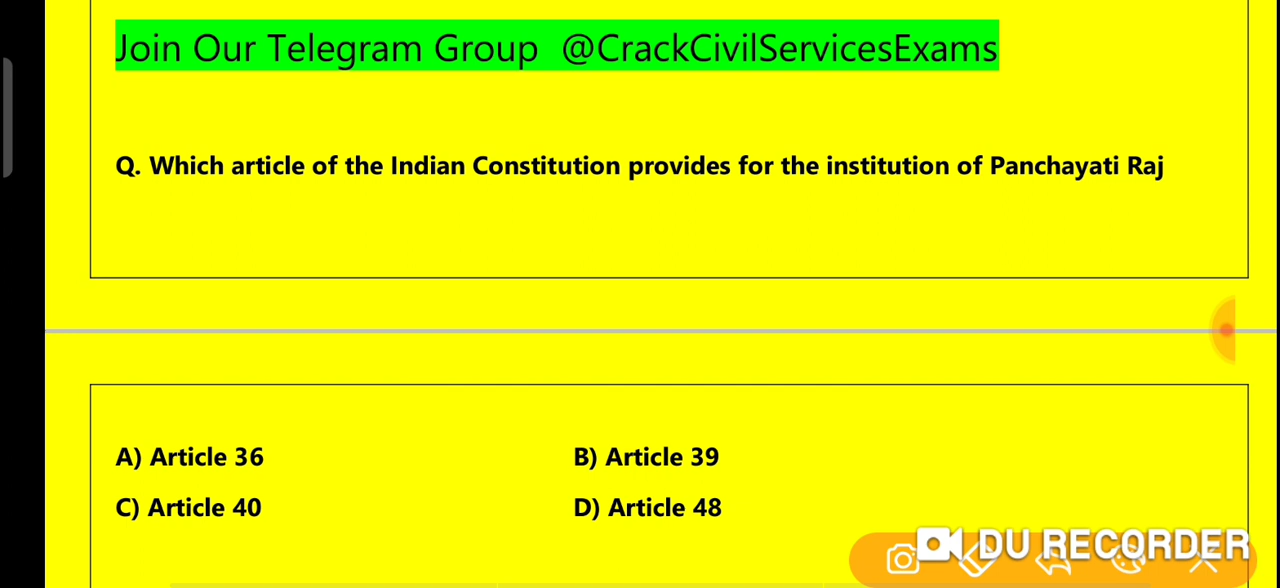 Join Our Telegram Group @CrackCivilServicesExams
Q. Which article of the Indian Constitution provides for the institution of Panchayati Raj
A) Article 36 B) Article 39
C) Article 40 D) Article 48
DU RECORDER